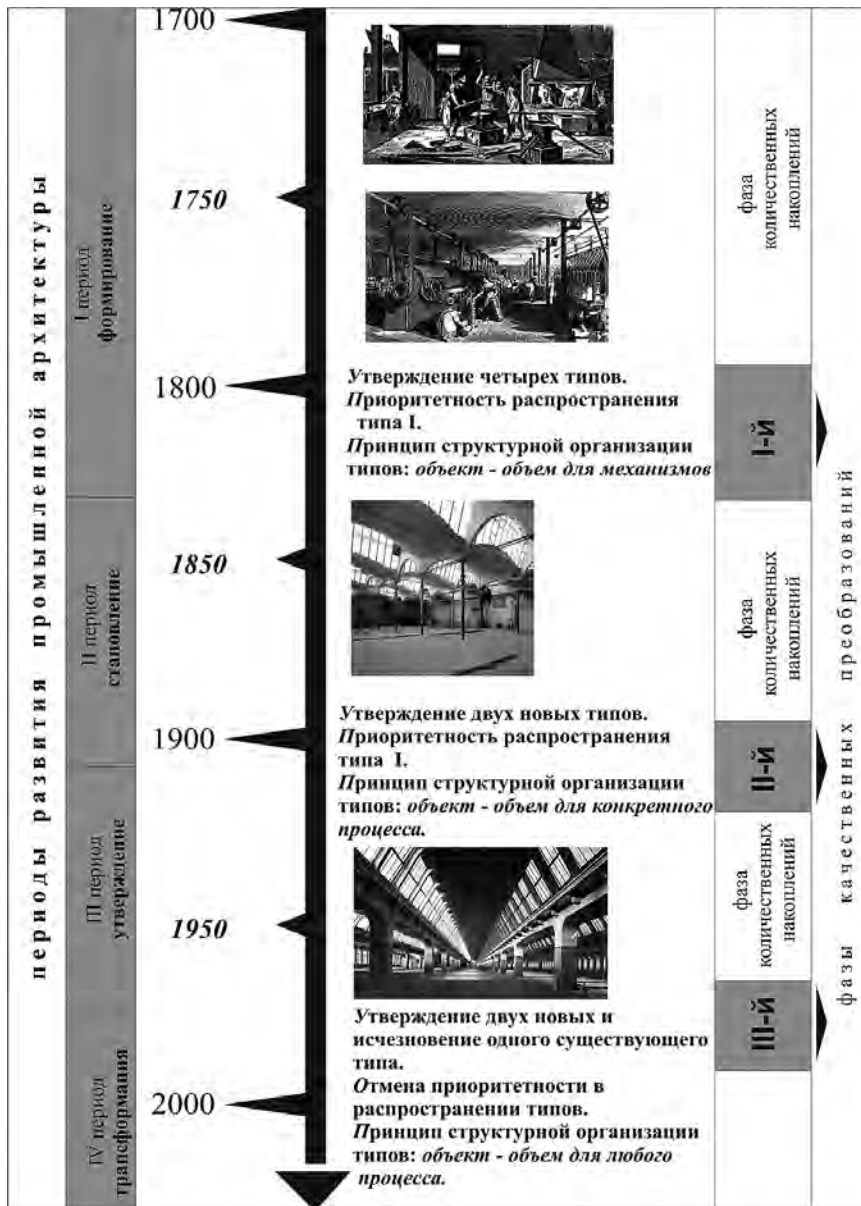 периоды развития промышленной архитектуры
I период
формирование
II период
становление
III период
утверждение
IV период
трансформация
1700
1750
1800
1850
1900
1950
2000
Утверждение четырех типов.
Приоритетность распространения
типа I.
Принцип структурной организации
типов: объект - объем для механизмов
Утверждение двух новых типов.
Приоритетность распространения
типа I.
Принцип структурной организации
типов: объект - объем для конкретного
процесса.
Утверждение двух новых и
исчезновение одного существующего
типа.
Отмена приоритетности в
распространении типов.
Принцип структурной организации
типов: объект - объем для любого
процесса.
фаза
количественных
накоплений
I-й
фаза
количественных
накоплений
II-й
фаза
количественных
накоплений
III-й
фазы качественных преобразований